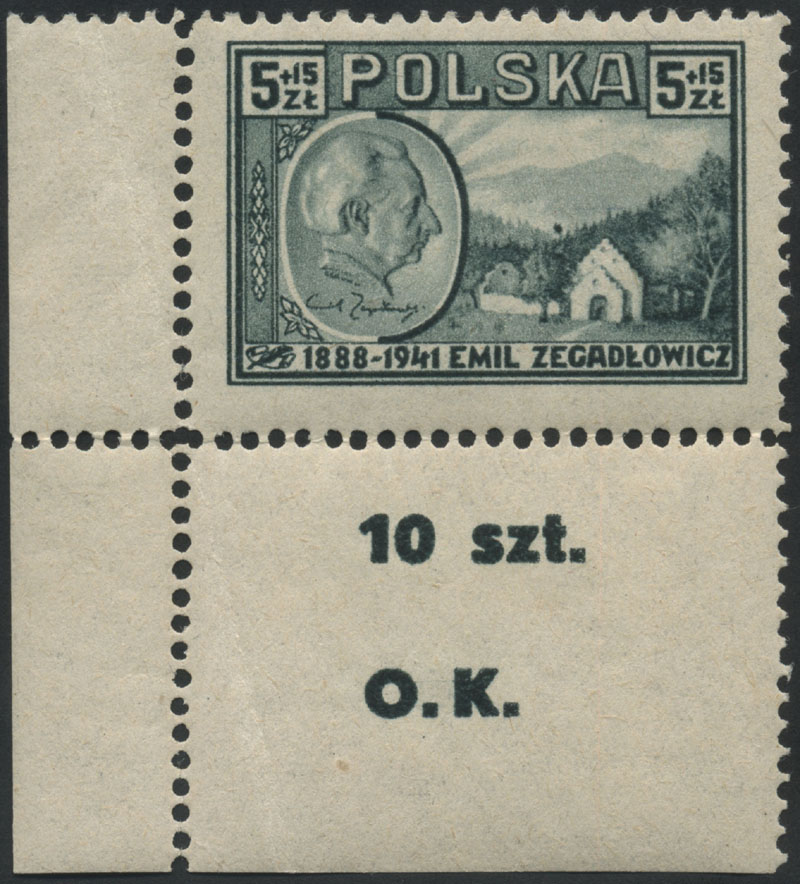 5 +15 ZŁ POLSKA 5 +15 ZŁ
1888-1941 EMIL ZEGADŁOWICZ
10 szt.
O.K.